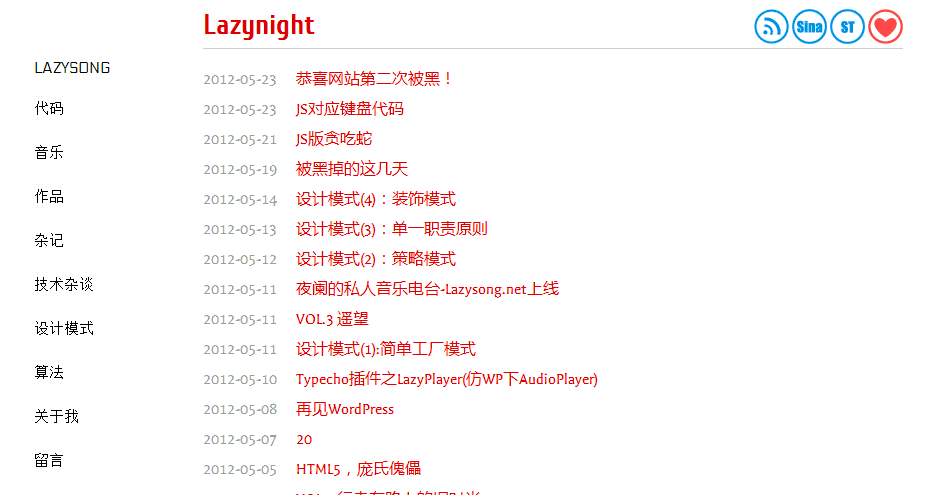 Lazynight
Sina
ST
LAZYSONG
代码
音乐
作品
杂记
技术杂谈
设计模式
算法
关于我
留言
2012-05-23 恭喜网站第二次被黑！
2012-05-23 JS对应键盘代码
2012-05-21 JS版贪吃蛇
2012-05-19 被黑掉的这几天
2012-05-14 设计模式(4)：装饰模式
2012-05-13 设计模式(3)：单一职责原则
2012-05-12 设计模式(2)：策略模式
2012-05-11 夜阑的私人音乐电台-Lazysong.net上线
2012-05-11 VOL.3 遥望
2012-05-11 设计模式(1):简单工厂模式
2012-05-10 Typecho插件之LazyPlayer(仿WP下AudioPlayer)
2012-05-08 再见WordPress
2012-05-07 20
2012-05-05 HTML5，庞氏傀儡